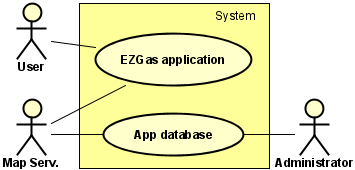 System
User
EZGas application
App database
Map Serv.
Administrator